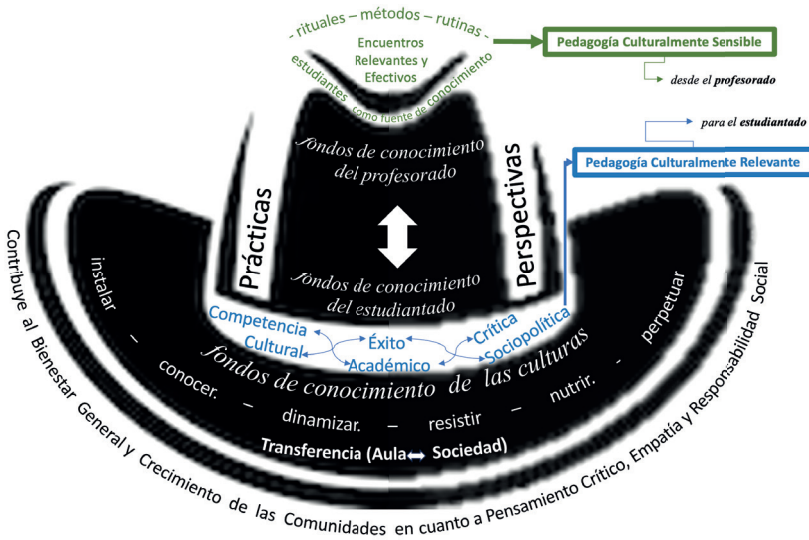 - rituales – métodos – rutinas -
Encuentros
Relevantes y
Efectivos
estudiantes como fuente de conocimiento
Pedagogía Culturalmente Sensible
desde el profesorado
para el estudiantado
Pedagogía Culturalmente Relevante
fondos de conocimiento
del profesorado
Prácticas
Perspectivas
fondos de conocimiento
del estudiantado
Competencia
Cultural
Éxito
Académico
Crítica
Sociopolítica
fondos de conocimiento de las culturas
instalar – conocer. – dinamizar. – resistir – nutrir. - perpetuar
Transferencia (Aula Sociedad)
Contribuye al Bienestar General y Crecimiento de las Comunidades en cuanto a Pensamiento Crítico, Empatía y Responsabilidad Social